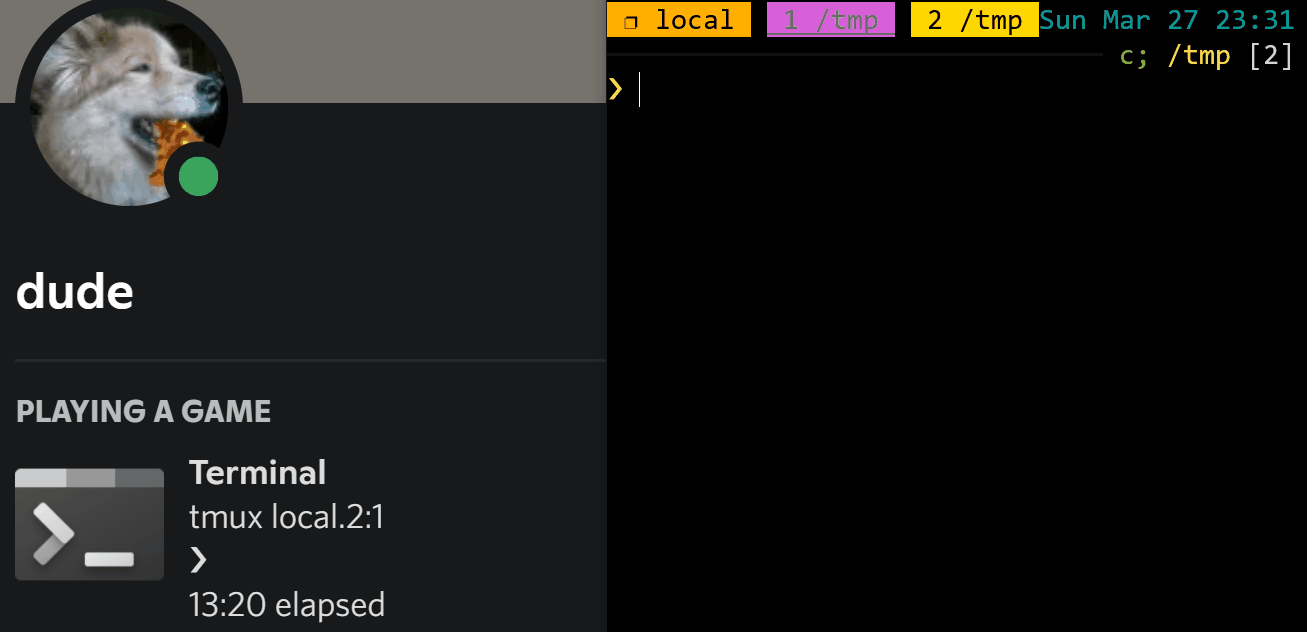 dude
PLAYING A GAME
Terminal
tmux local.2:1
❯
13:20 elapsed
❐ local 1 /tmp 2 /tmp Sun Mar 27 23:31
c; /tmp [2]
❯